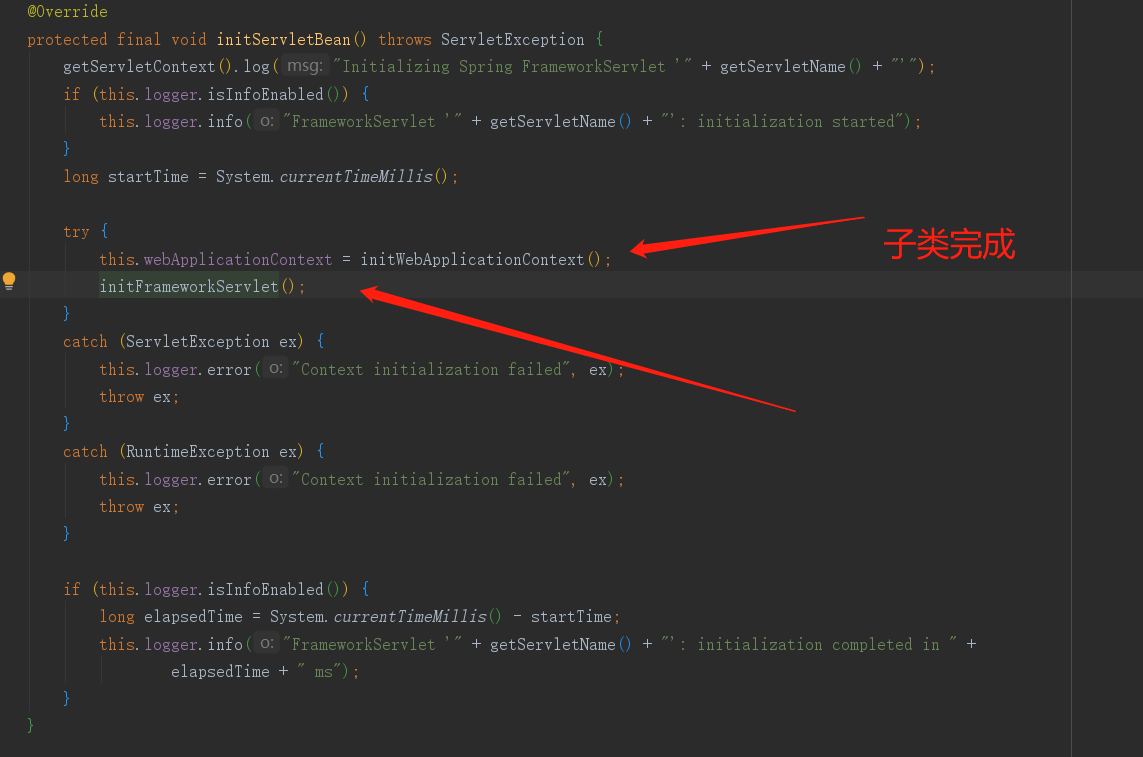 @Override
protected final void initServletBean() throws ServletException {
getServletContext().log( msg: "Initializing Spring FrameworkServlet '" + getServletName() + "'");
if (this.logger.isInfoEnabled()) {
this.logger.info( o: "FrameworkServlet '" + getServletName() + "': initialization started");
}
long startTime = System.currentTimeMillis();
try {
this.webApplicationContext = initWebApplicationContext();
子类完成
initFrameworkServlet();
}
catch (ServletException ex) {
this.logger.error( o: "Context initialization failed", ex);
throw ex;
}
catch (RuntimeException ex) {
this.logger.error( o: "Context initialization failed", ex);
throw ex;
}
if (this.logger.isInfoEnabled()) {
long elapsedTime = System.currentTimeMillis() - startTime;
this.logger.info( o: "FrameworkServlet '" + getServletName() + "': initialization completed in " +
elapsedTime + " ms");
}
}